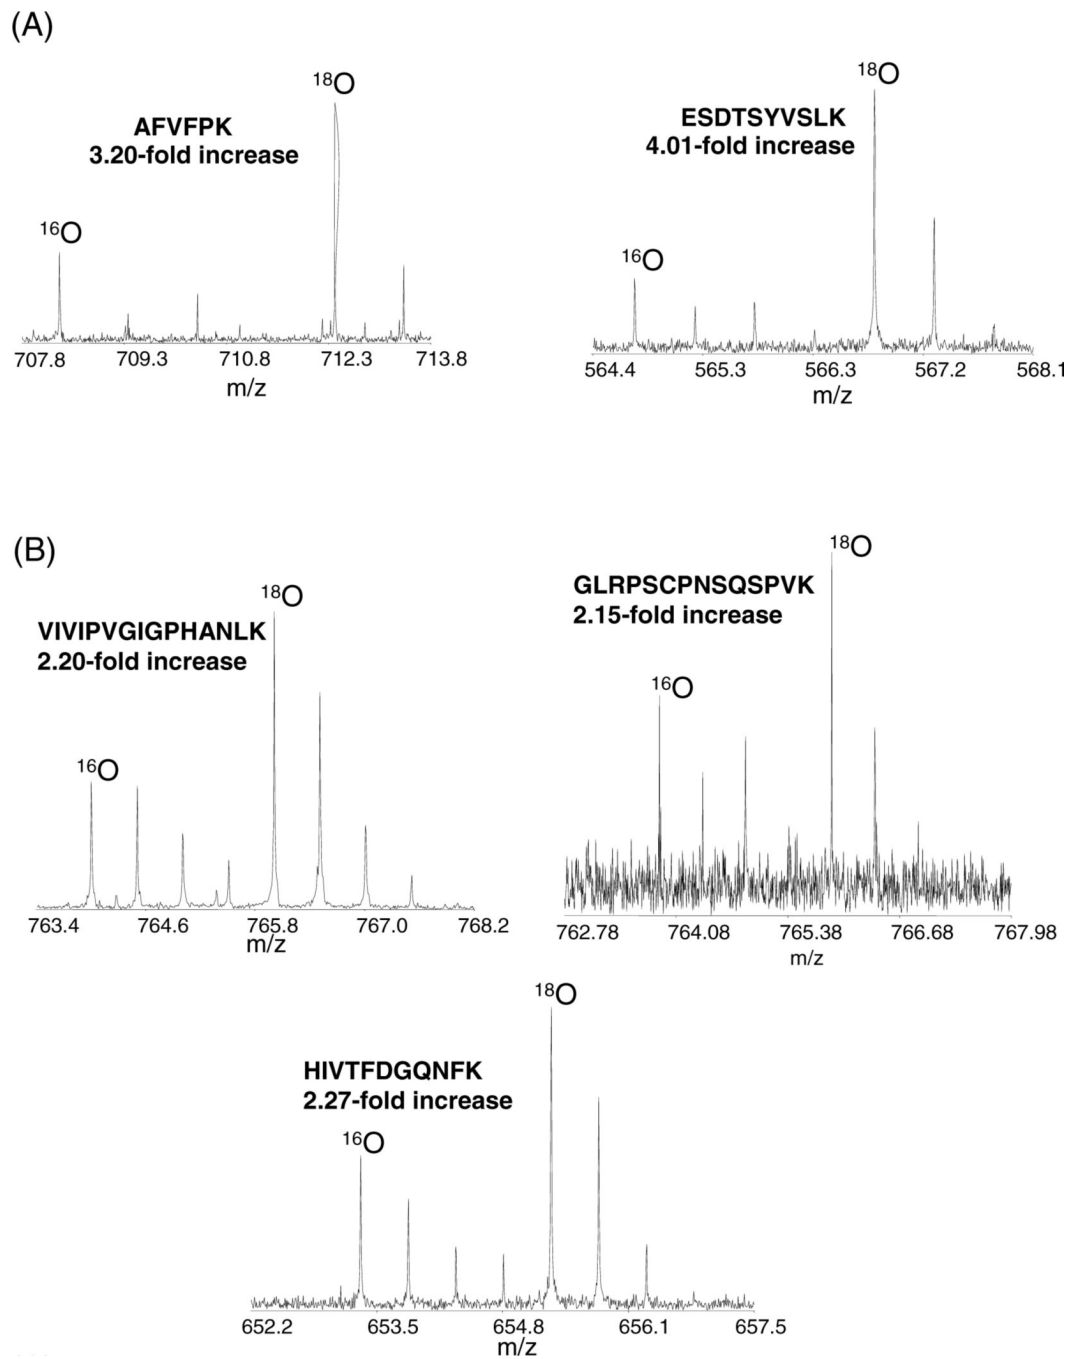 (A)
AFVFPK
3.20-fold increase
¹⁶O
¹⁸O
707.8 709.3 710.8 712.3 713.8
m/z
ESDTSYVSLK
4.01-fold increase
¹⁶O
¹⁸O
564.4 565.3 566.3 567.2 568.1
m/z
(B)
VIVIPVGIGPHANLK
2.20-fold increase
¹⁶O
¹⁸O
763.4 764.6 765.8 767.0 768.2
m/z
GLRPSCPNSQSPVK
2.15-fold increase
¹⁶O
¹⁸O
762.78 764.08 765.38 766.68 767.98
m/z
HIVTFDGQNFK
2.27-fold increase
¹⁶O
¹⁸O
652.2 653.5 654.8 656.1 657.5
m/z